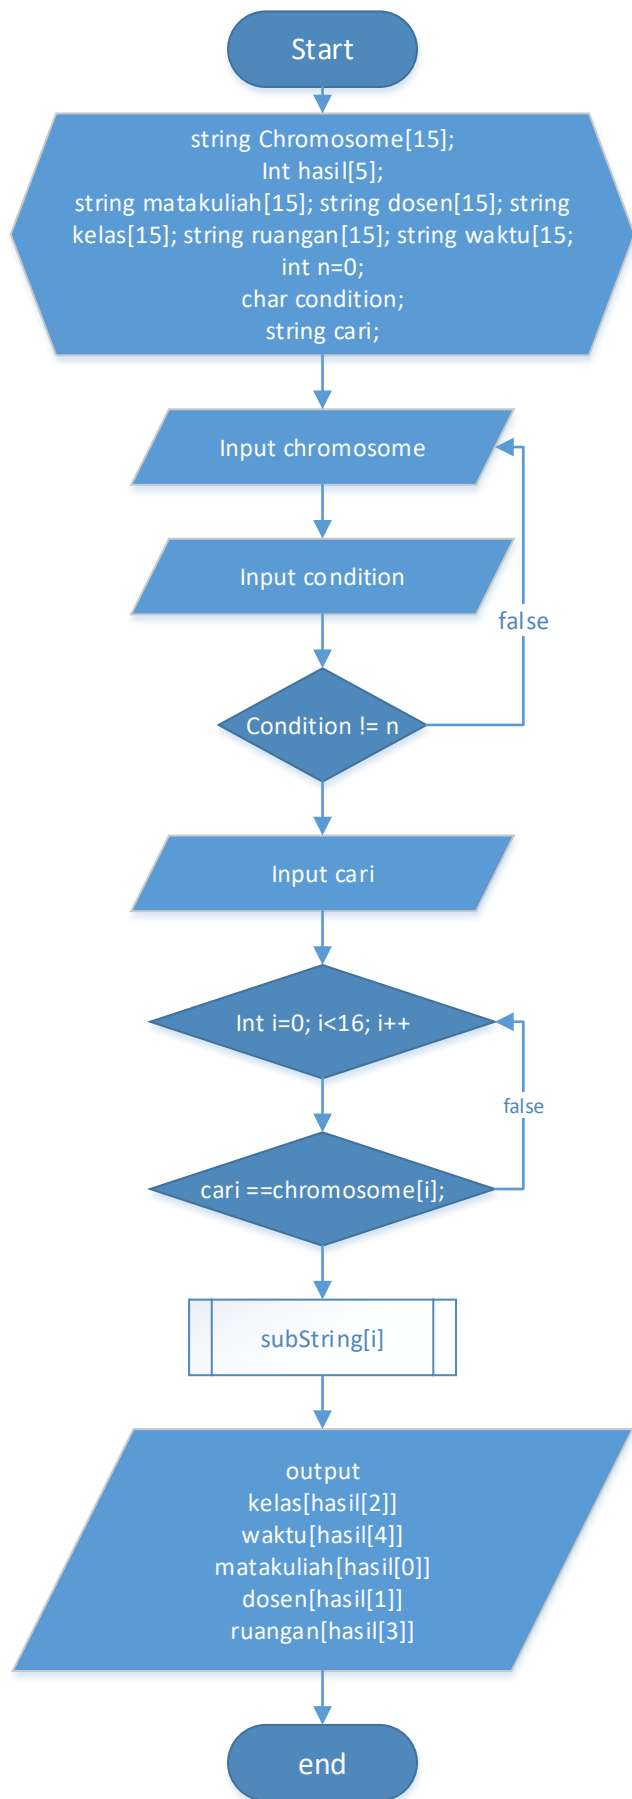 Start
string Chromosome[15];
Int hasil[5];
string matakuliah[15]; string dosen[15]; string
kelas[15]; string ruangan[15]; string waktu[15;
int n=0;
char condition;
string cari;
Input chromosome
Input condition
false
Condition != n
Input cari
Int i=0; i<16; i++
false
cari ==chromosome[i];
subString[i]
output
kelas[hasil[2]]
waktu[hasil[4]]
matakuliah[hasil[0]]
dosen[hasil[1]]
ruangan[hasil[3]]
end